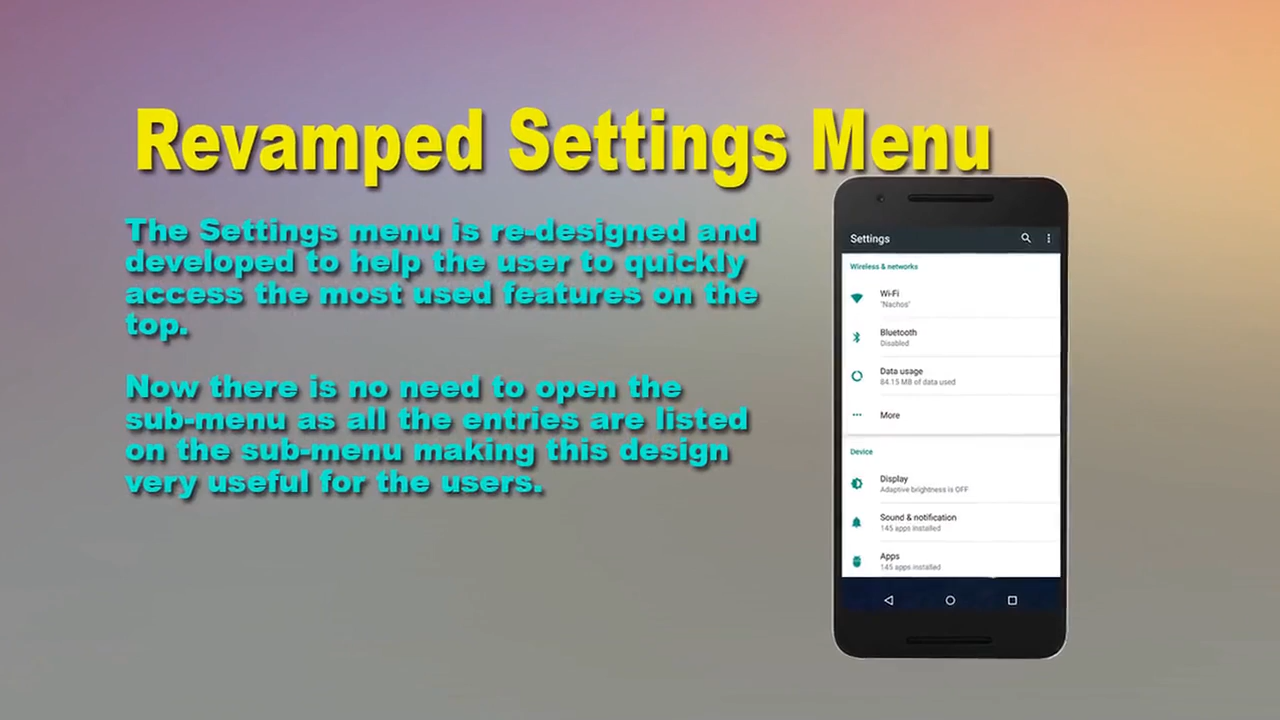 Revamped Settings Menu
The Settings menu is re-designed and
developed to help the user to quickly
access the most used features on the
top.
Now there is no need to open the
sub-menu as all the entries are listed
on the sub-menu making this design
very useful for the users.
Settings
Wireless & networks
Wi-Fi
"Nachos"
Bluetooth
Disabled
Data usage
84.15 MB of data used
More
Device
Display
Adaptive brightness is OFF
Sound & notification
145 apps installed
Apps
145 apps installed